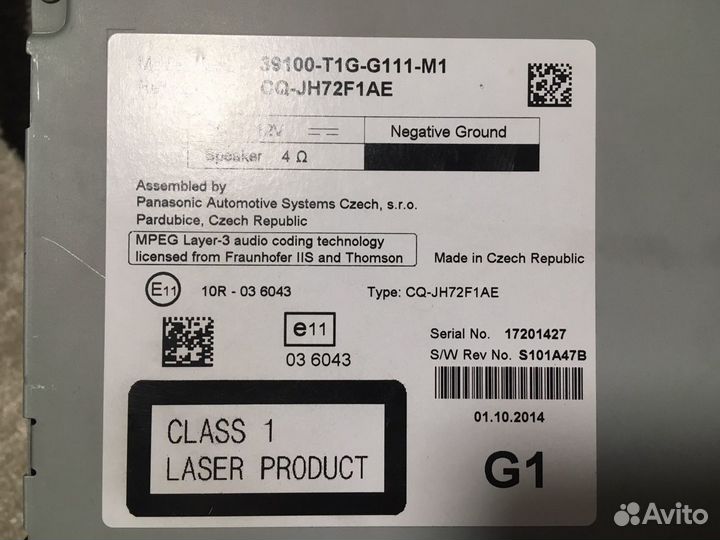 39100-T1G-G111-M1
CQ-JH72F1AE
12V Negative Ground
Speaker 4 Ω
Assembled by
Panasonic Automotive Systems Czech, s.r.o.
Pardubice, Czech Republic
MPEG Layer-3 audio coding technology
licensed from Fraunhofer IIS and Thomson
Made in Czech Republic
E11 10R - 03 6043 Type: CQ-JH72F1AE
e11
03 6043
Serial No. 17201427
S/W Rev No. S101A47B
01.10.2014
CLASS 1
LASER PRODUCT
G1
Avito